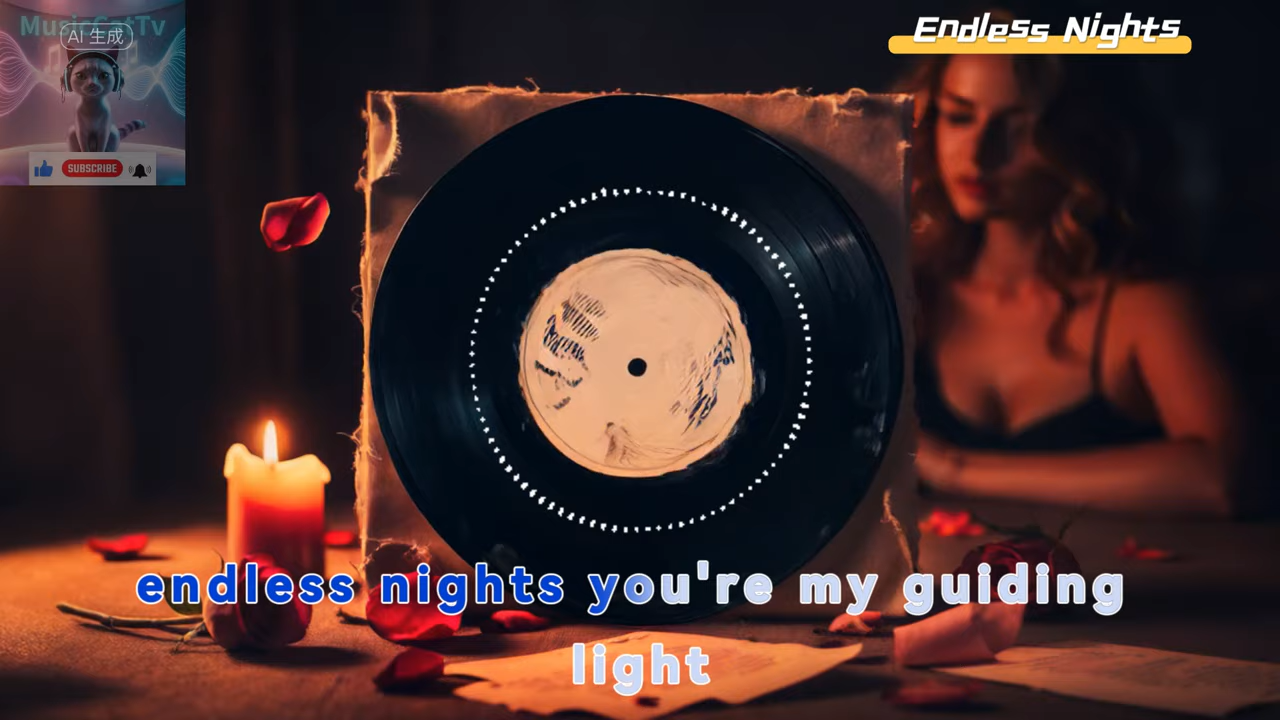 MusicCatTv
AI 生成
SUBSCRIBE
Endless Nights
endless nights you're my guiding
light